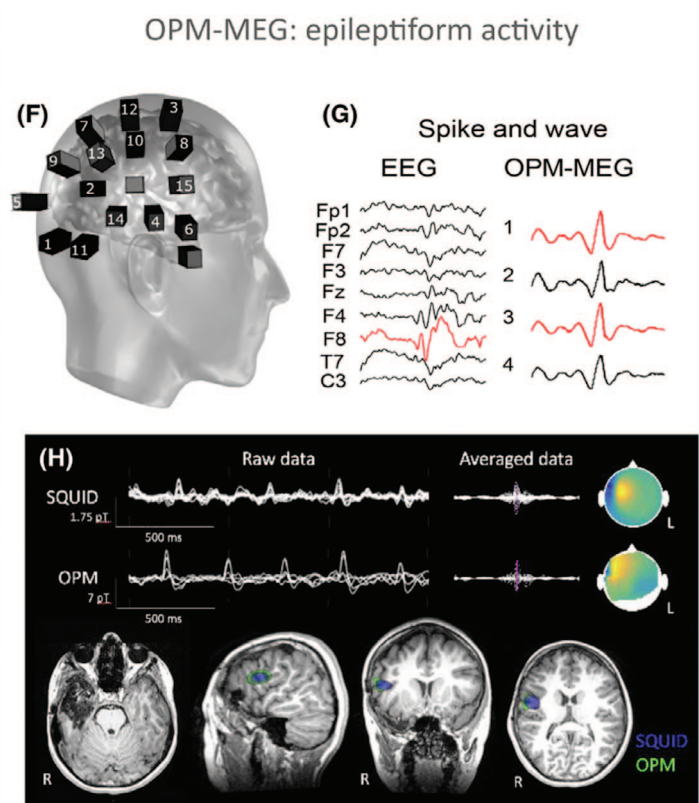 OPM-MEG: epileptiform activity
(F)
12
3
7
10
8
13
9
2
15
5
14
4
6
1
11
(G)
Spike and wave
EEG
OPM-MEG
Fp1
Fp2
F7
F3
Fz
F4
F8
T7
C3
1
2
3
4
(H)
Raw data
Averaged data
SQUID
1.75 pT
500 ms
L
OPM
7 pT
500 ms
L
R
R
R
SQUID
OPM